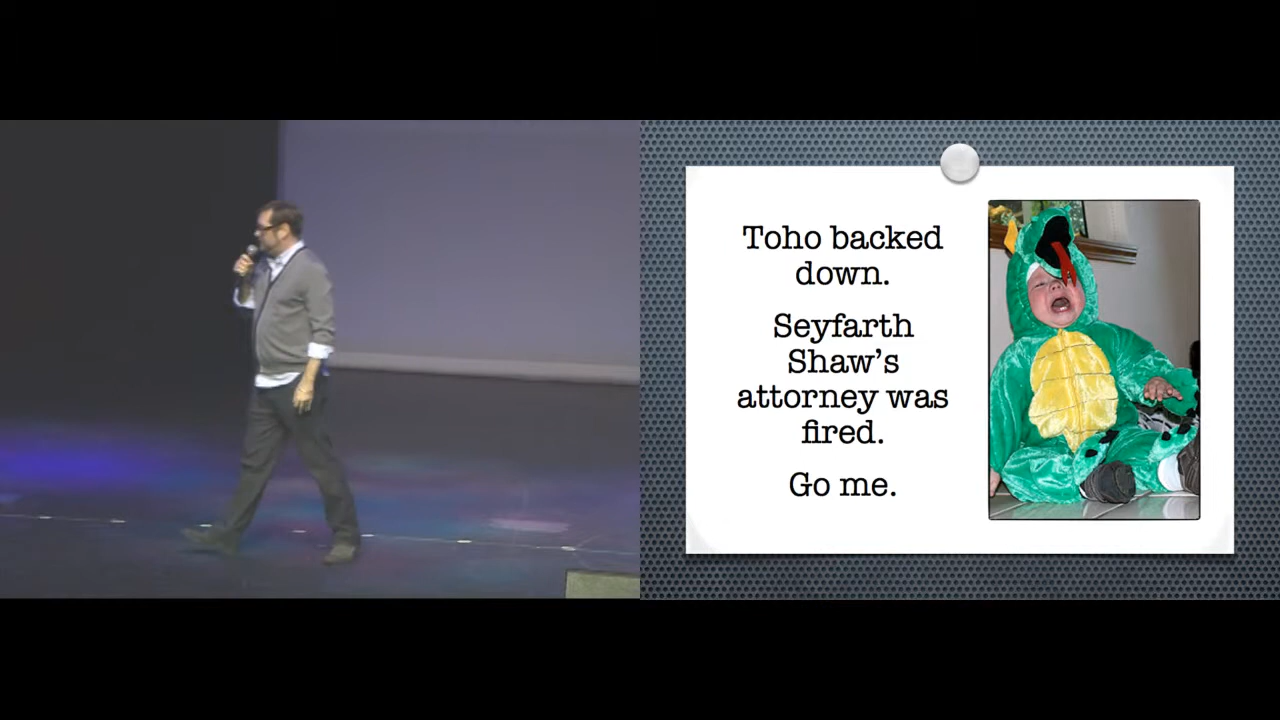 Toho backed
down.
Seyfarth
Shaw's
attorney was
fired.
Go me.